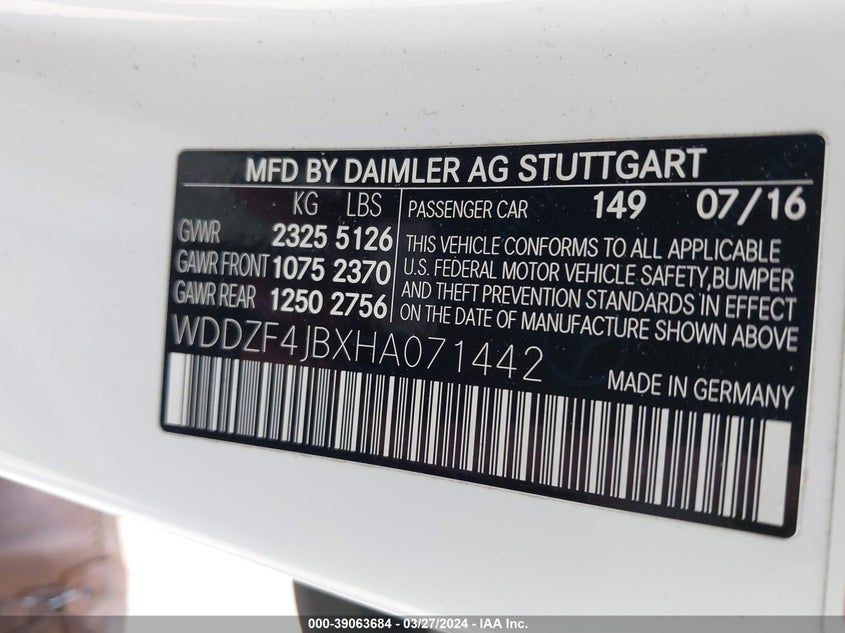 MFD BY DAIMLER AG STUTTGART
KG LBS
GVWR 2325 5126
GAWR FRONT 1075 2370
GAWR REAR 1250 2756
PASSENGER CAR 149 07/16
THIS VEHICLE CONFORMS TO ALL APPLICABLE
U.S. FEDERAL MOTOR VEHICLE SAFETY,BUMPER
AND THEFT PREVENTION STANDARDS IN EFFECT
ON THE DATE OF MANUFACTURE SHOWN ABOVE
WDDZF4JBXHA071442
MADE IN GERMANY
000-39063684 - 03/27/2024 - IAA Inc.